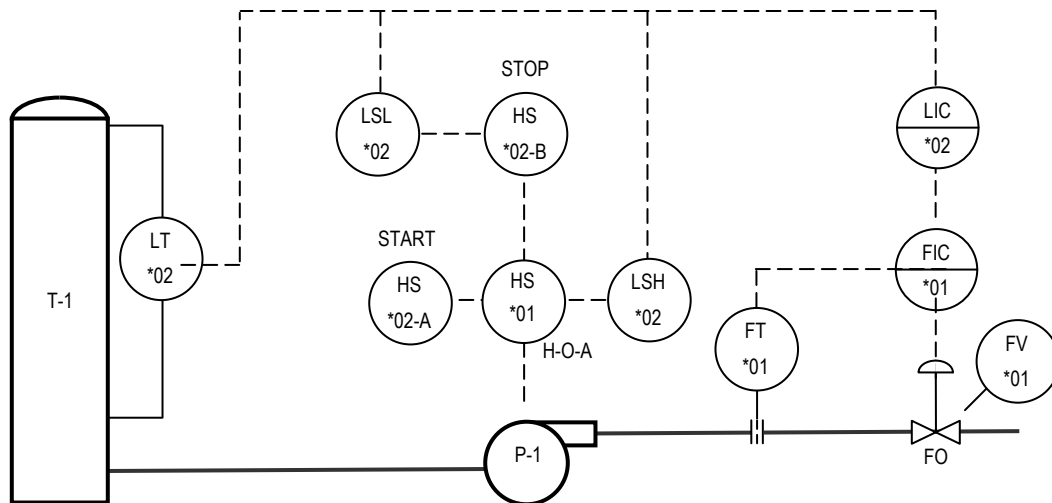 STOP
LSL
*02
HS
*02-B
LIC
*02
LT
*02
START
HS
*02-A
HS
*01
LSH
*02
FIC
*01
T-1
H-O-A
FT
*01
FV
*01
P-1
FO